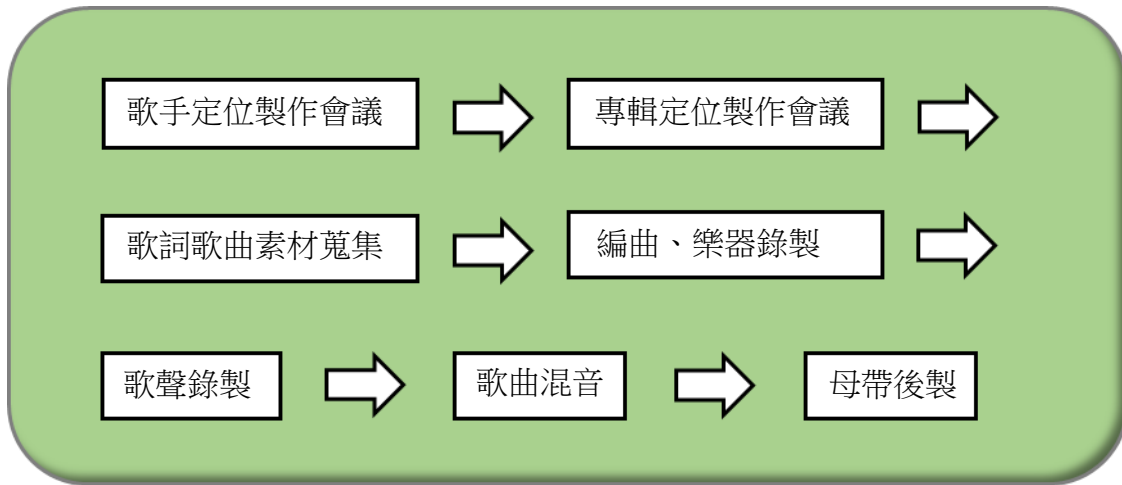 歌手定位製作會議
專輯定位製作會議
歌詞歌曲素材蒐集
編曲、樂器錄製
歌聲錄製
歌曲混音
母帶後製